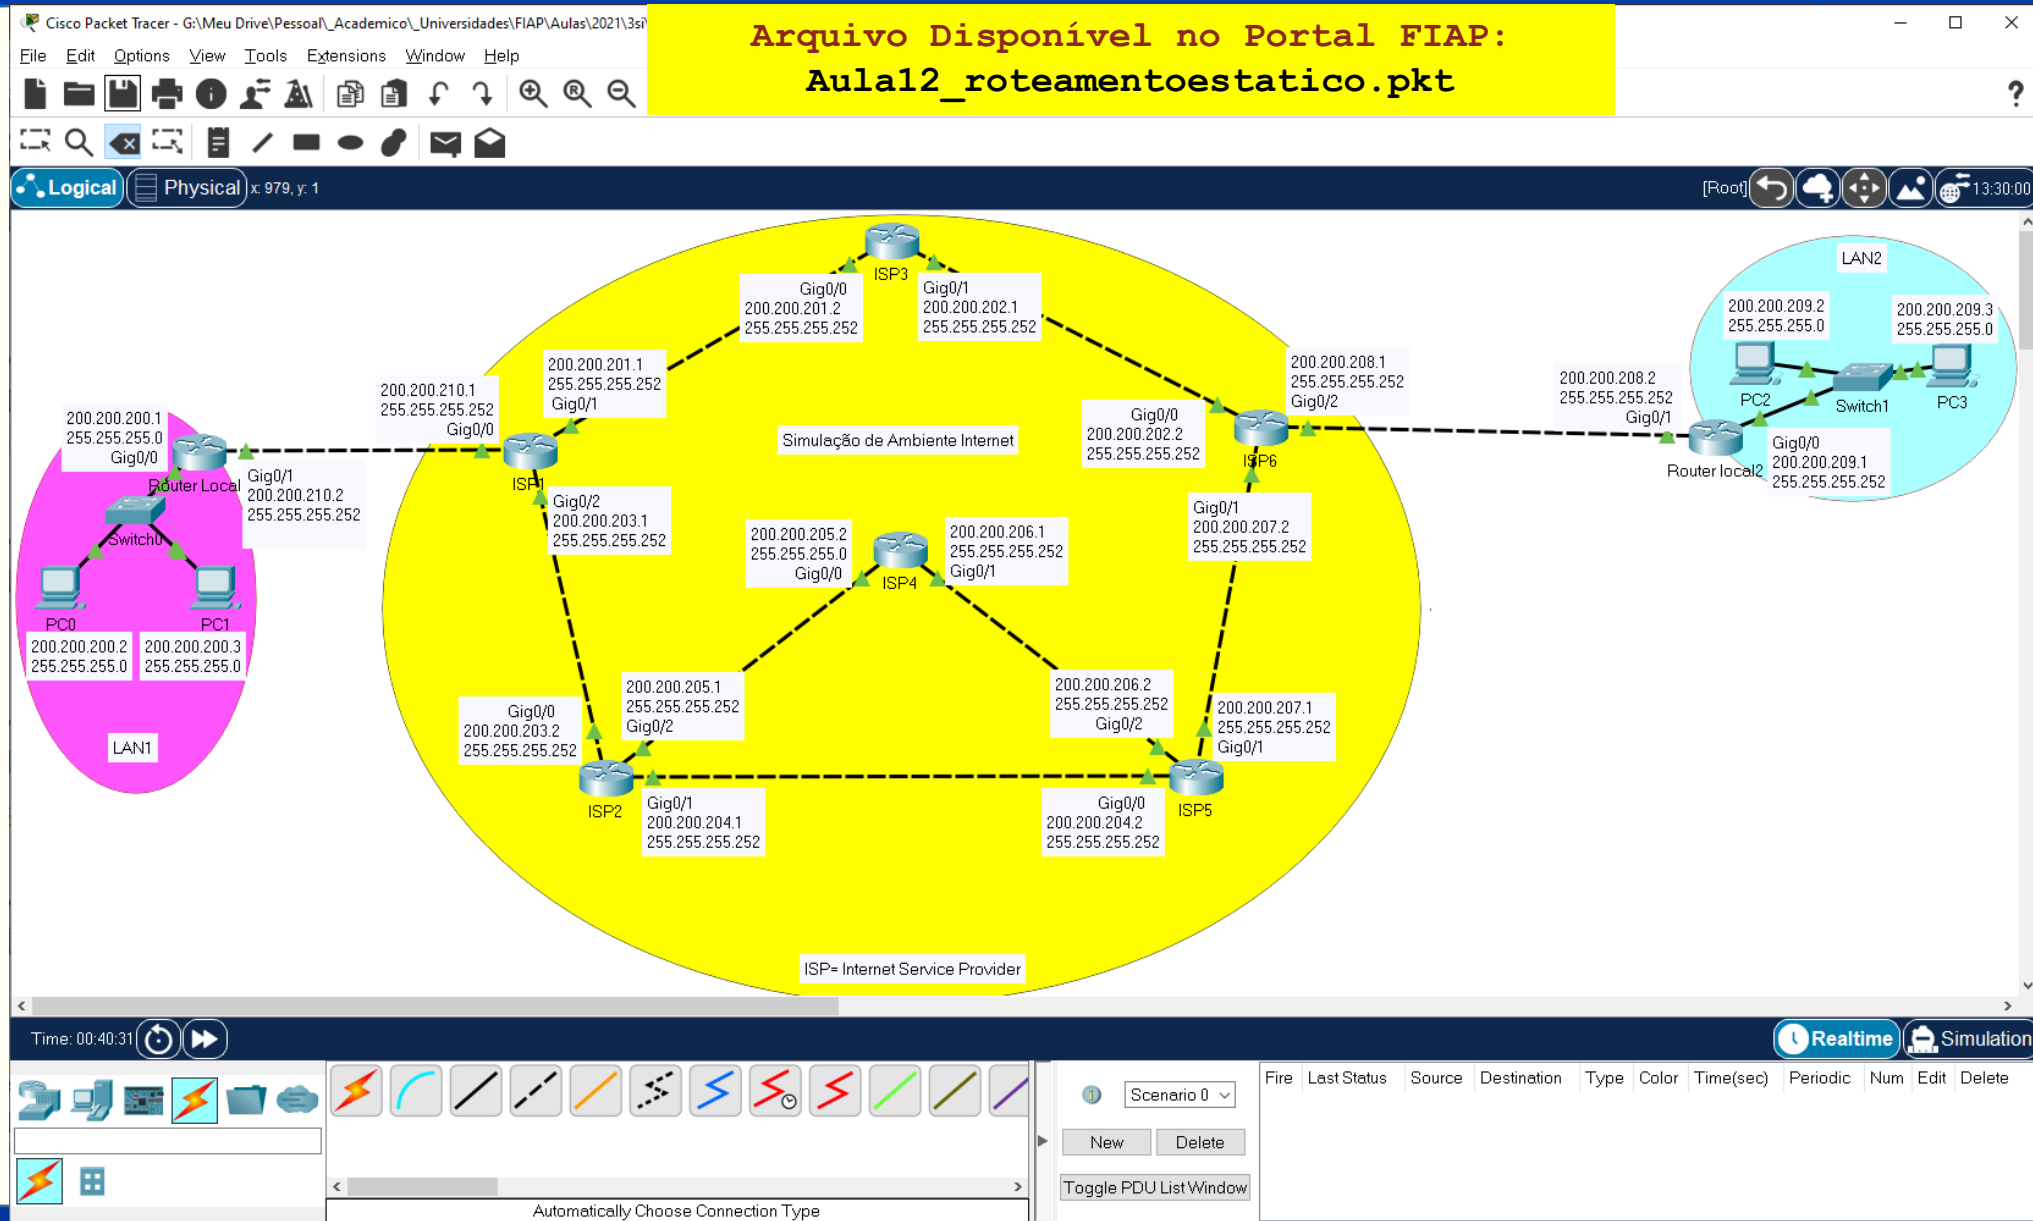 Cisco Packet Tracer - G:\Meu Drive\Pessoal\_Academico\_Universidades\FIAP\Aulas\2021\3si\
Arquivo Disponível no Portal FIAP:
Aula12_roteamentoestatico.pkt
File Edit Options View Tools Extensions Window Help
?
Logical
Physical
x: 979, y: 1
[Root]
13:30:00
ISP3
Gig0/0
200.200.201.2
255.255.255.252
Gig0/1
200.200.202.1
255.255.255.252
LAN2
200.200.209.2
255.255.255.0
200.200.209.3
255.255.255.0
PC2
Switch1
PC3
200.200.201.1
255.255.255.252
Gig0/1
200.200.208.1
255.255.255.252
Gig0/2
200.200.208.2
255.255.255.252
Gig0/1
200.200.210.1
255.255.255.252
Gig0/0
200.200.200.1
255.255.255.0
Gig0/0
Simulação de Ambiente Internet
Gig0/0
200.200.202.2
255.255.255.252
ISP6
Router local2
Gig0/0
200.200.209.1
255.255.255.252
Router Local
Gig0/1
200.200.210.2
255.255.255.252
ISP1
Gig0/2
200.200.203.1
255.255.255.252
Switch0
200.200.205.2
255.255.255.0
Gig0/0
ISP4
200.200.206.1
255.255.255.252
Gig0/1
Gig0/1
200.200.207.2
255.255.255.252
PC0
PC1
200.200.200.2
255.255.255.0
200.200.200.3
255.255.255.0
LAN1
Gig0/0
200.200.203.2
255.255.255.252
200.200.205.1
255.255.255.252
Gig0/2
200.200.206.2
255.255.255.252
Gig0/2
200.200.207.1
255.255.255.252
Gig0/1
ISP2
Gig0/1
200.200.204.1
255.255.255.252
Gig0/0
200.200.204.2
255.255.255.252
ISP5
ISP= Internet Service Provider
Time: 00:40:31
Realtime
Simulation
Scenario 0
New
Delete
Toggle PDU List Window
Fire Last Status Source Destination Type Color Time(sec) Periodic Num Edit Delete
Automatically Choose Connection Type